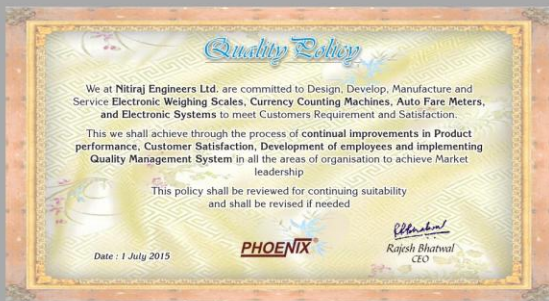 Quality Policy
We at Nitiraj Engineers Ltd. are committed to Design, Develop, Manufacture and
Service Electronic Weighing Scales, Currency Counting Machines, Auto Fare Meters,
and Electronic Systems to meet Customers Requirement and Satisfaction.
This we shall achieve through the process of continual improvements in Product
performance, Customer Satisfaction, Development of employees and implementing
Quality Management System in all the areas of organisation to achieve Market
leadership
This policy shall be reviewed for continuing suitability
and shall be revised if needed
Date : 1 July 2015
PHOENIX®
Rajesh Bhatwal
CEO